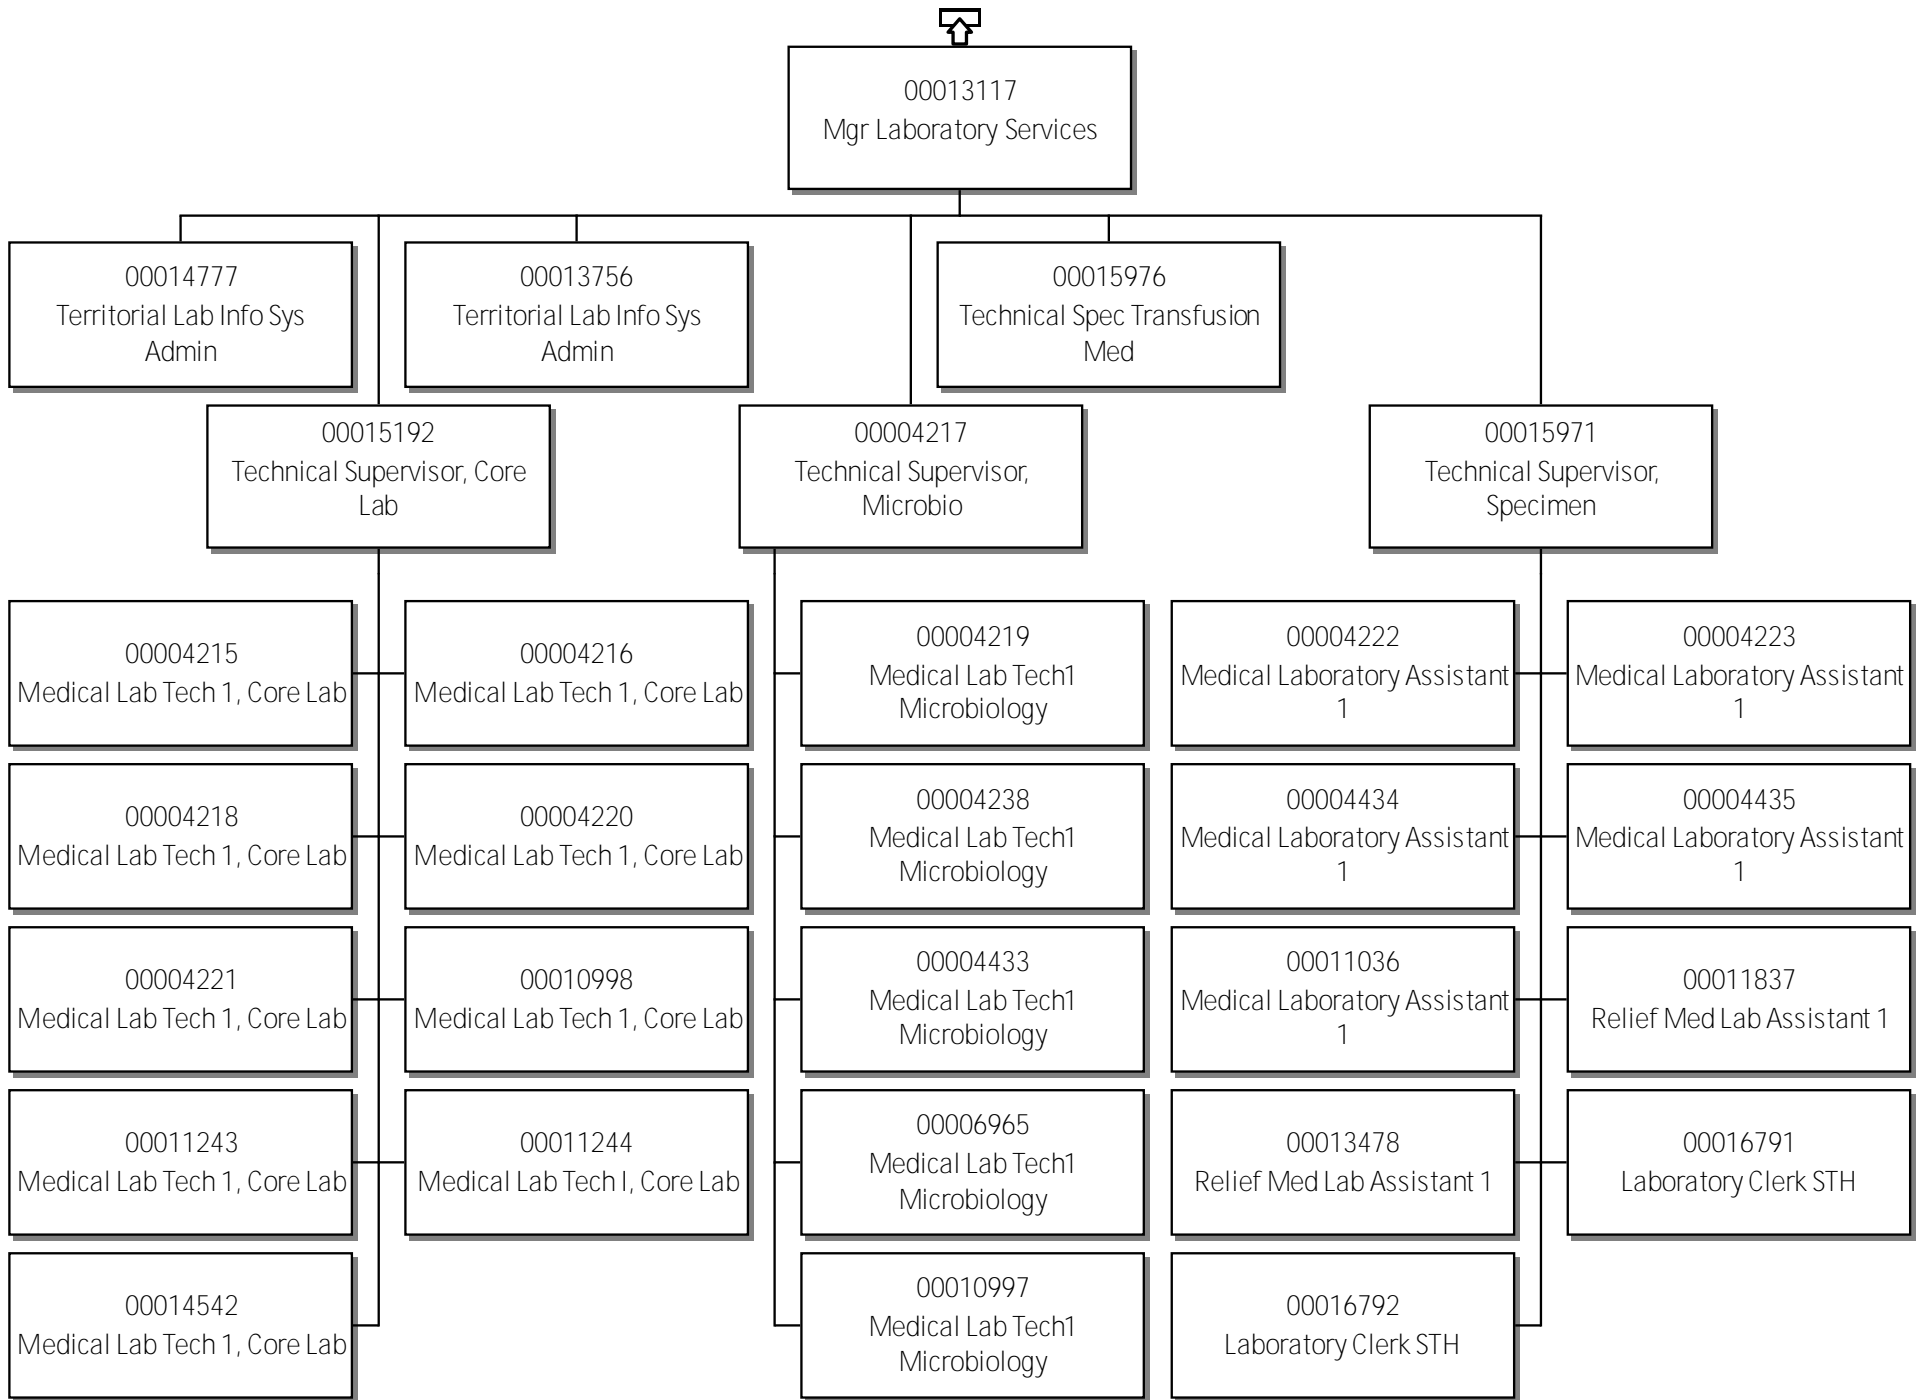 00013117
Mgr Laboratory Services
00014777
Territorial Lab Info Sys
Admin
00013756
Territorial Lab Info Sys
Admin
00015976
Technical Spec Transfusion
Med
00015192
Technical Supervisor, Core
Lab
00004217
Technical Supervisor,
Microbio
00015971
Technical Supervisor,
Specimen
00004215
Medical Lab Tech 1, Core Lab
00004216
Medical Lab Tech 1, Core Lab
00004219
Medical Lab Tech1
Microbiology
00004222
Medical Laboratory Assistant
1
00004223
Medical Laboratory Assistant
1
00004218
Medical Lab Tech 1, Core Lab
00004220
Medical Lab Tech 1, Core Lab
00004238
Medical Lab Tech1
Microbiology
00004434
Medical Laboratory Assistant
1
00004435
Medical Laboratory Assistant
1
00004221
Medical Lab Tech 1, Core Lab
00010998
Medical Lab Tech 1, Core Lab
00004433
Medical Lab Tech1
Microbiology
00011036
Medical Laboratory Assistant
1
00011837
Relief Med Lab Assistant 1
00011243
Medical Lab Tech 1, Core Lab
00011244
Medical Lab Tech I, Core Lab
00006965
Medical Lab Tech1
Microbiology
00013478
Relief Med Lab Assistant 1
00016791
Laboratory Clerk STH
00014542
Medical Lab Tech 1, Core Lab
00010997
Medical Lab Tech1
Microbiology
00016792
Laboratory Clerk STH